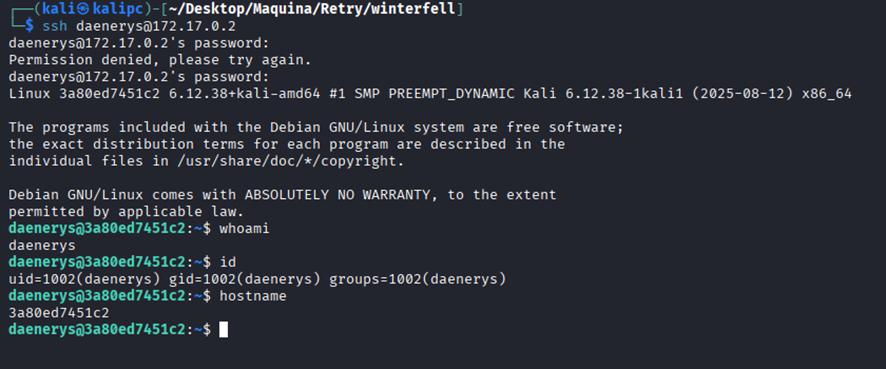 ┌──(kali㉿kalipc)-[~/Desktop/Maquina/Retry/winterfell]
└─$ ssh daenerys@172.17.0.2
daenerys@172.17.0.2's password:
Permission denied, please try again.
daenerys@172.17.0.2's password:
Linux 3a80ed7451c2 6.12.38+kali-amd64 #1 SMP PREEMPT_DYNAMIC Kali 6.12.38-1kali1 (2025-08-12) x86_64
The programs included with the Debian GNU/Linux system are free software;
the exact distribution terms for each program are described in the
individual files in /usr/share/doc/*/copyright.
Debian GNU/Linux comes with ABSOLUTELY NO WARRANTY, to the extent
permitted by applicable law.
daenerys@3a80ed7451c2:~$ whoami
daenerys
daenerys@3a80ed7451c2:~$ id
uid=1002(daenerys) gid=1002(daenerys) groups=1002(daenerys)
daenerys@3a80ed7451c2:~$ hostname
3a80ed7451c2
daenerys@3a80ed7451c2:~$